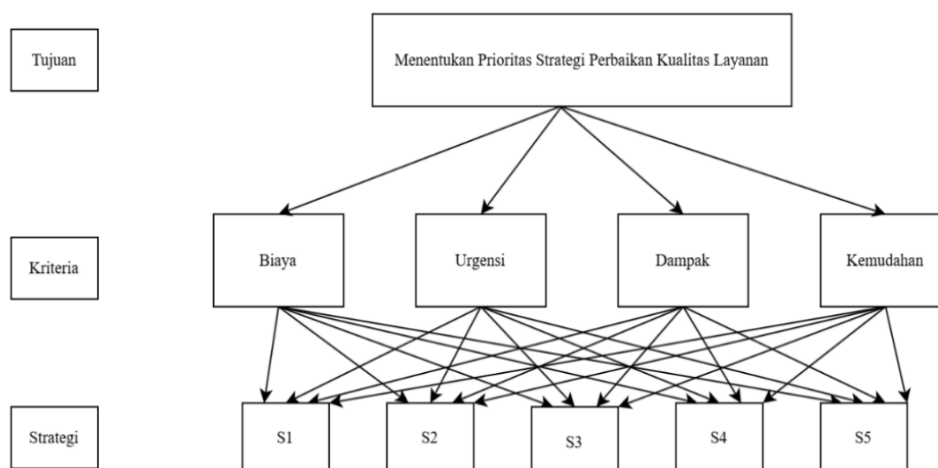 Tujuan
Menentukan Prioritas Strategi Perbaikan Kualitas Layanan
Kriteria
Biaya
Urgensi
Dampak
Kemudahan
Strategi
S1
S2
S3
S4
S5